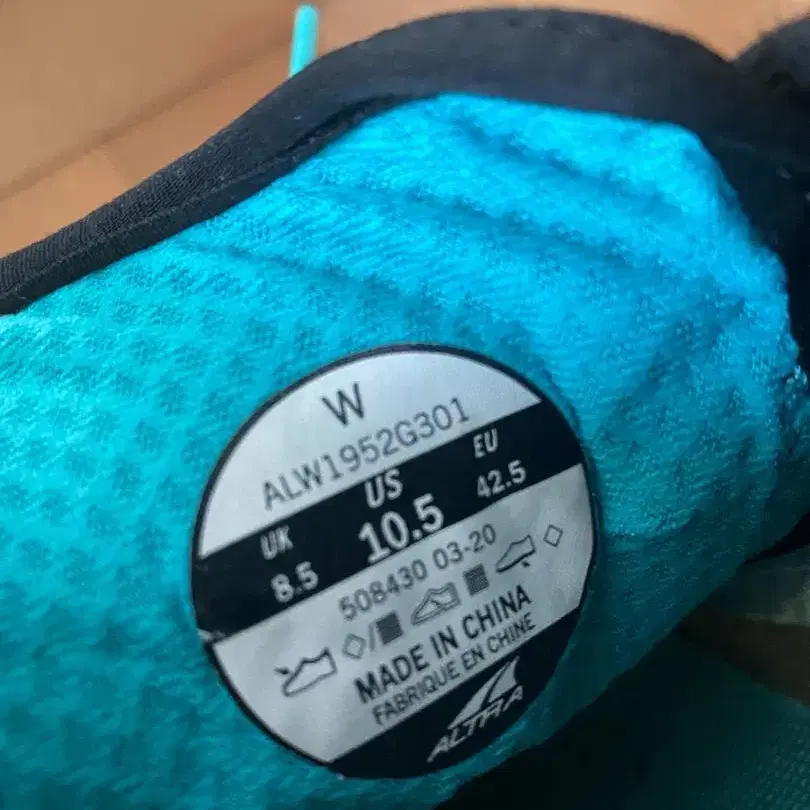 W
ALW1952G301
UK US EU
8.5 10.5 42.5
508430 03-20
MADE IN CHINA
FABRIQUE EN CHINE
ALTRA